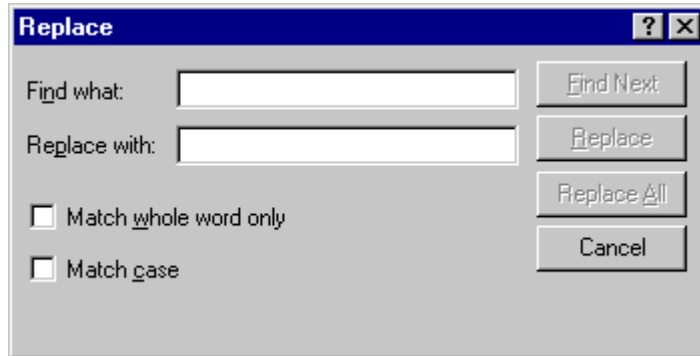 Replace
Find what:
Find Next
Replace with:
Replace
Replace All
Match whole word only
Cancel
Match case